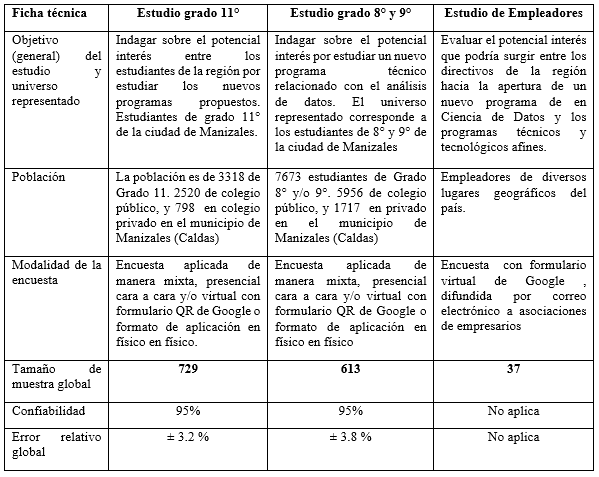 Ficha técnica
Estudio grado 11°
Estudio grado 8° y 9°
Estudio de Empleadores
Objetivo
(general) del
estudio y
universo
representado
Indagar sobre el potencial
interés entre los
estudiantes de la región por
estudiar los nuevos
programas propuestos.
Estudiantes de grado 11°
de la ciudad de Manizales.
Indagar sobre el potencial
interés por estudiar un nuevo
programa técnico
relacionado con el análisis
de datos. El universo
representado corresponde a
los estudiantes de 8° y 9° de
la ciudad de Manizales
Evaluar el potencial interés
que podría surgir entre los
directivos de la región
hacia la apertura de un
nuevo programa de en
Ciencia de Datos y los
programas técnicos y
tecnológicos afines.
Población
La población es de 3318 de
Grado 11. 2520 de colegio
público, y 798 en colegio
privado en el municipio de
Manizales (Caldas)
7673 estudiantes de Grado
8° y/o 9°. 5956 de colegio
público, y 1717 en privado
en el municipio de
Manizales (Caldas)
Empleadores de diversos
lugares geográficos del
país.
Modalidad de la
encuesta
Encuesta aplicada de
manera mixta, presencial
cara a cara y/o virtual con
formulario QR de Google o
formato de aplicación en
físico en físico.
Encuesta aplicada de
manera mixta, presencial
cara a cara y/o virtual con
formulario QR de Google o
formato de aplicación en
físico en físico
Encuesta con formulario
virtual de Google ,
difundida por correo
electrónico a asociaciones
de empresarios
Tamaño de
muestra global
729
613
37
Confiabilidad
95%
95%
No aplica
Error relativo
global
± 3.2 %
± 3.8 %
No aplica